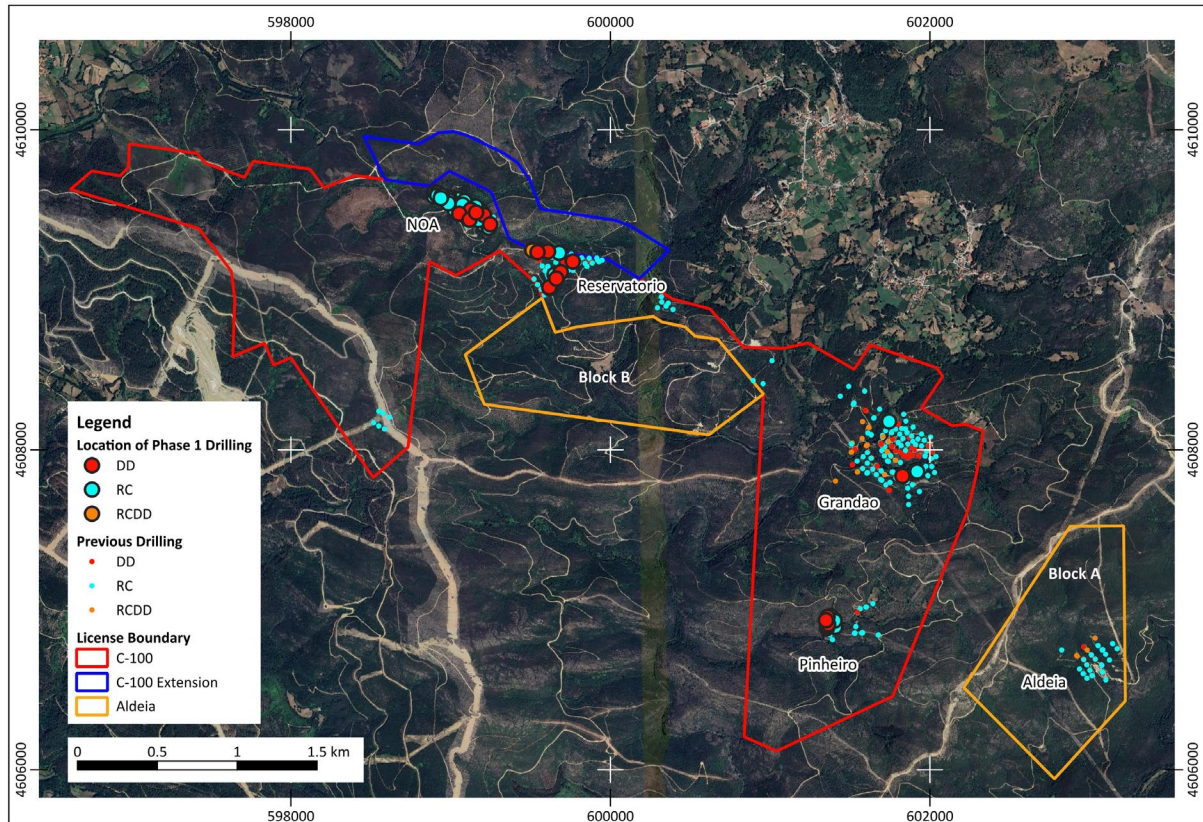 598000
600000
602000
4610000
4610000
NOA
Reservatorio
Block B
Legend
Location of Phase 1 Drilling
DD
RC
RCDD
Previous Drilling
DD
RC
RCDD
License Boundary
C-100
C-100 Extension
Aldeia
4608000
4608000
Grandao
Block A
Pinheiro
Aldeia
0
0.5
1
1.5 km
4606000
4606000
598000
600000
602000